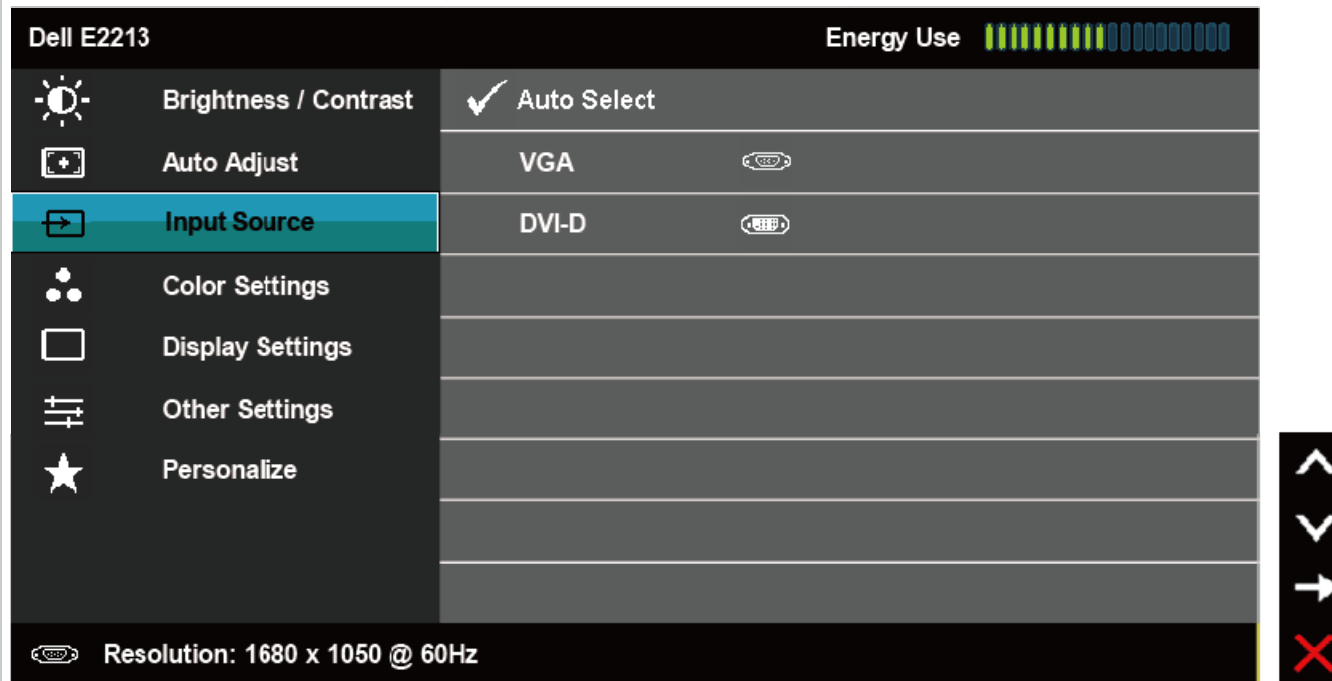 Dell E2213 Energy Use
Brightness / Contrast Auto Select
Auto Adjust VGA
Input Source DVI-D
Color Settings
Display Settings
Other Settings
Personalize
Resolution: 1680 x 1050 @ 60Hz